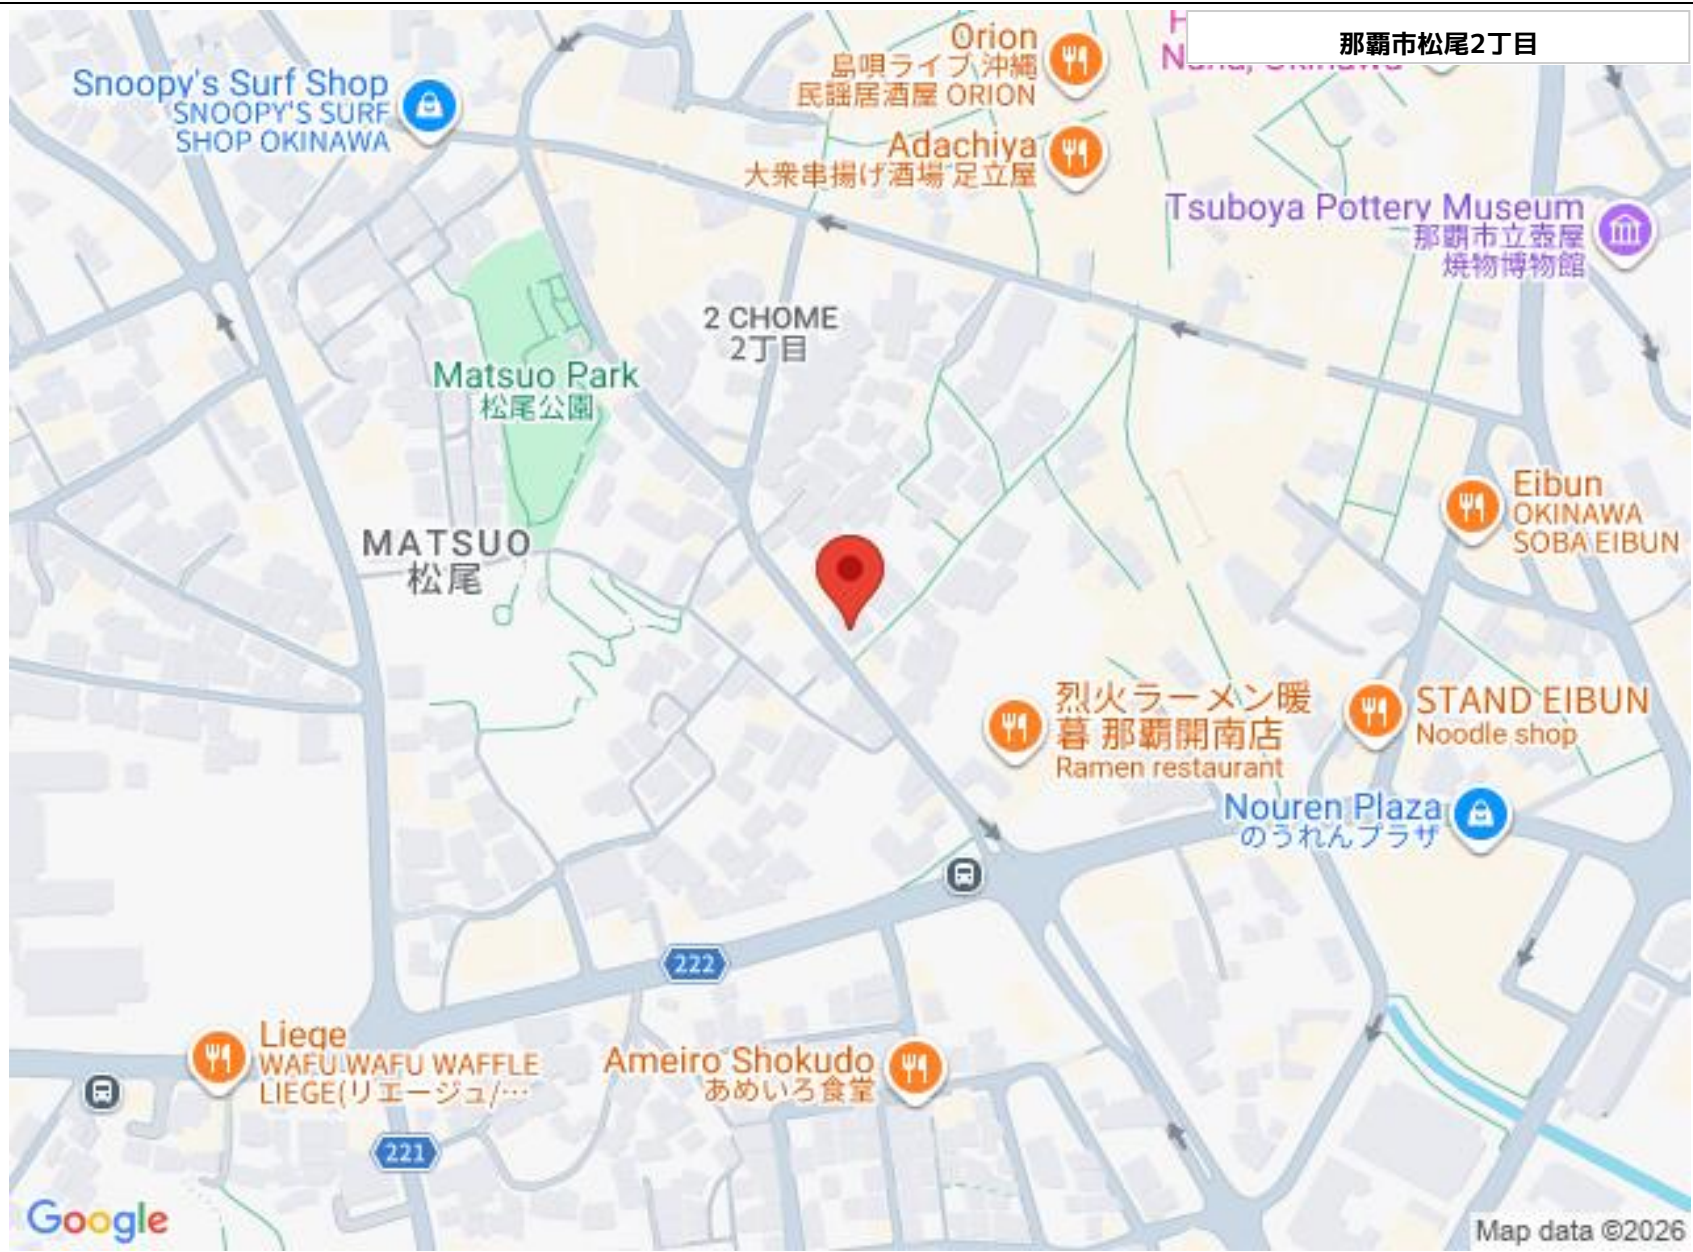 那覇市松尾2丁目
Orion
島唄ライブ 沖縄
民謡居酒屋 ORION
Snoopy's Surf Shop
SNOOPY'S SURF
SHOP OKINAWA
Adachiya
大衆串揚げ酒場 足立屋
Tsuboya Pottery Museum
那覇市立壺屋
焼物博物館
2 CHOME
2丁目
Matsuo Park
松尾公園
Eibun
OKINAWA
SOBA EIBUN
MATSUO
松尾
烈火ラーメン暖
暮 那覇開南店
Ramen restaurant
STAND EIBUN
Noodle shop
Nouren Plaza
のうれんプラザ
222
Liege
WAFU WAFU WAFFLE
LIEGE(リエージュ/…
Ameiro Shokudo
あめいろ食堂
221
Google
Map data ©2026